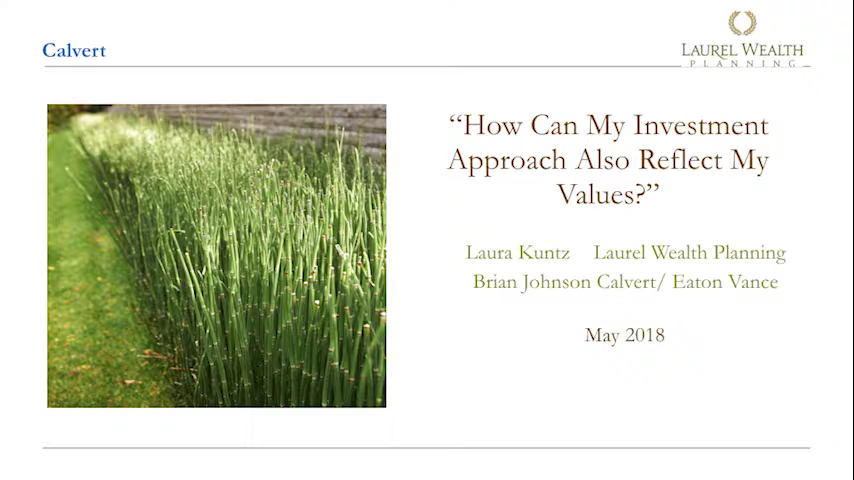 Calvert
LAUREL WEALTH
PLANNING
“How Can My Investment
Approach Also Reflect My
Values?”
Laura Kuntz Laurel Wealth Planning
Brian Johnson Calvert/ Eaton Vance
May 2018